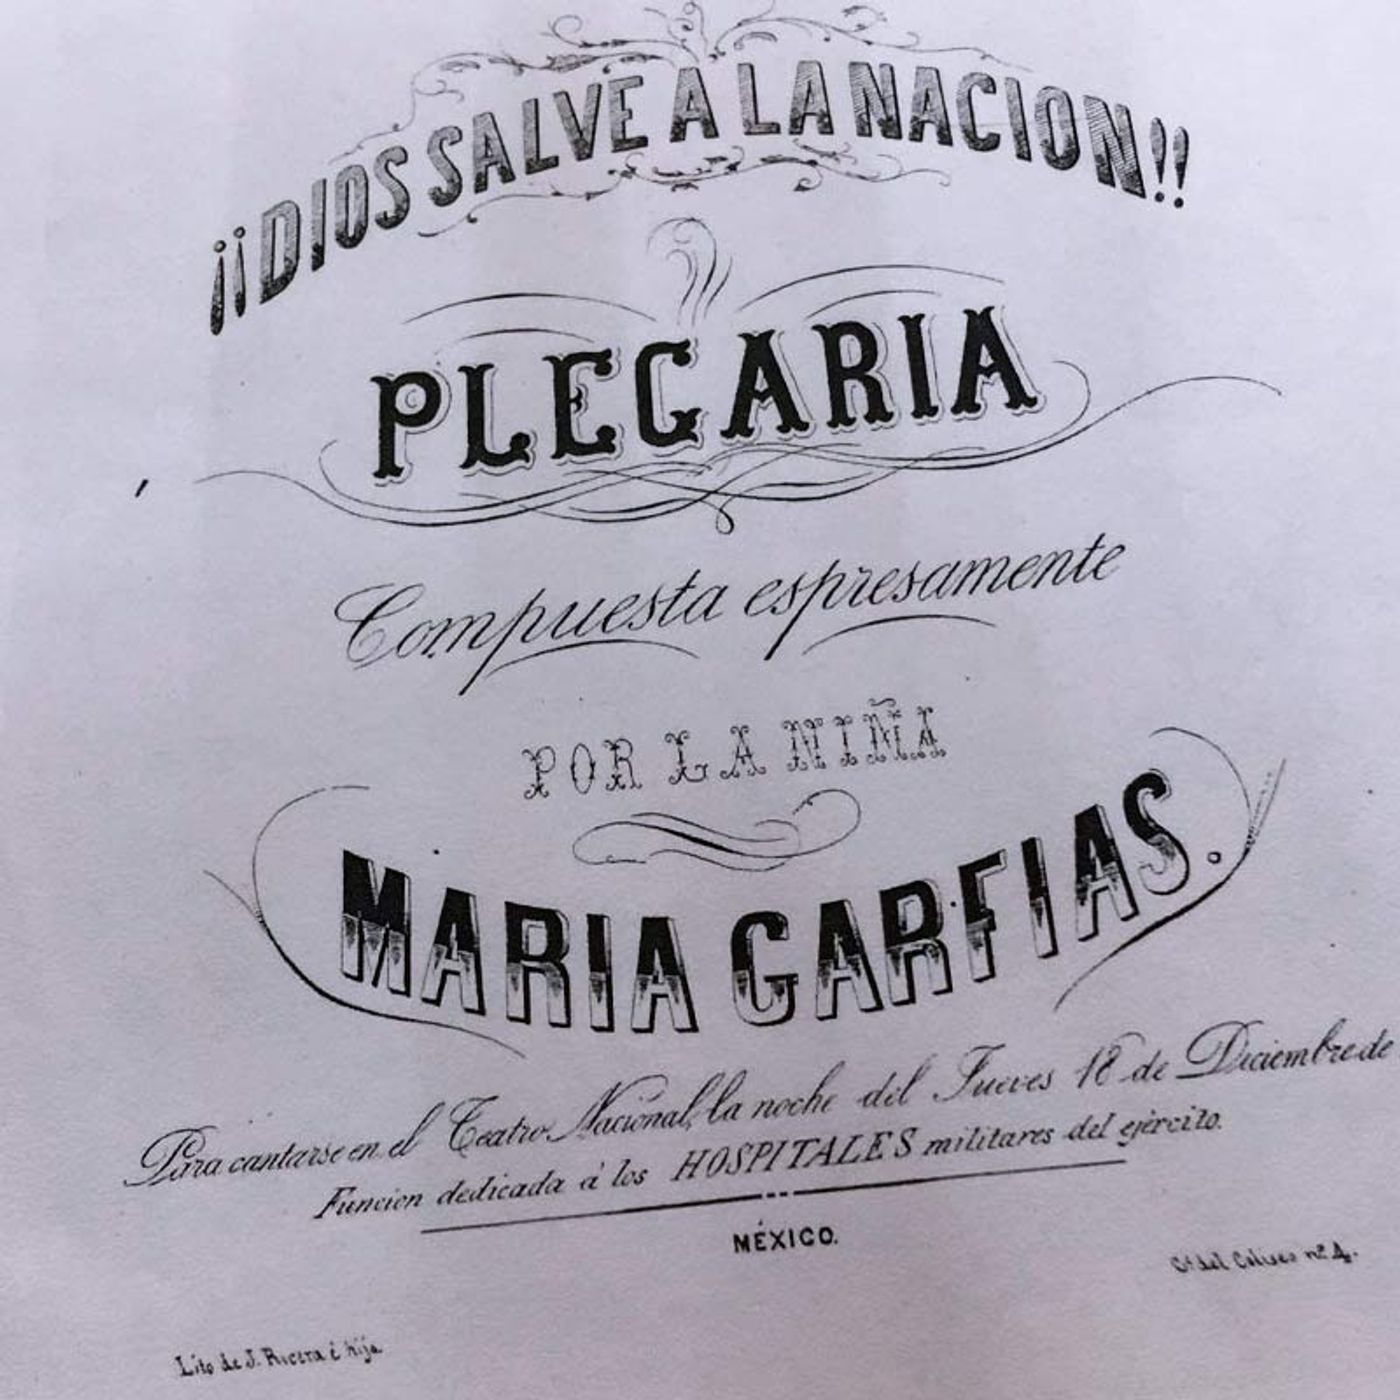 ¡¡DIOS SALVE A LA NACION!!
PLEGARIA
Compuesta espresamente
POR LA NIÑA
MARIA GARFIAS.
Para cantarse en el Teatro Nacional, la noche del Jueves 18 de Diciembre de
Funcion dedicada á los HOSPITALES militares del ejército.
MÉXICO.
C.ª del Coliseo nº 4.
Lito de J. Rivera é hijo